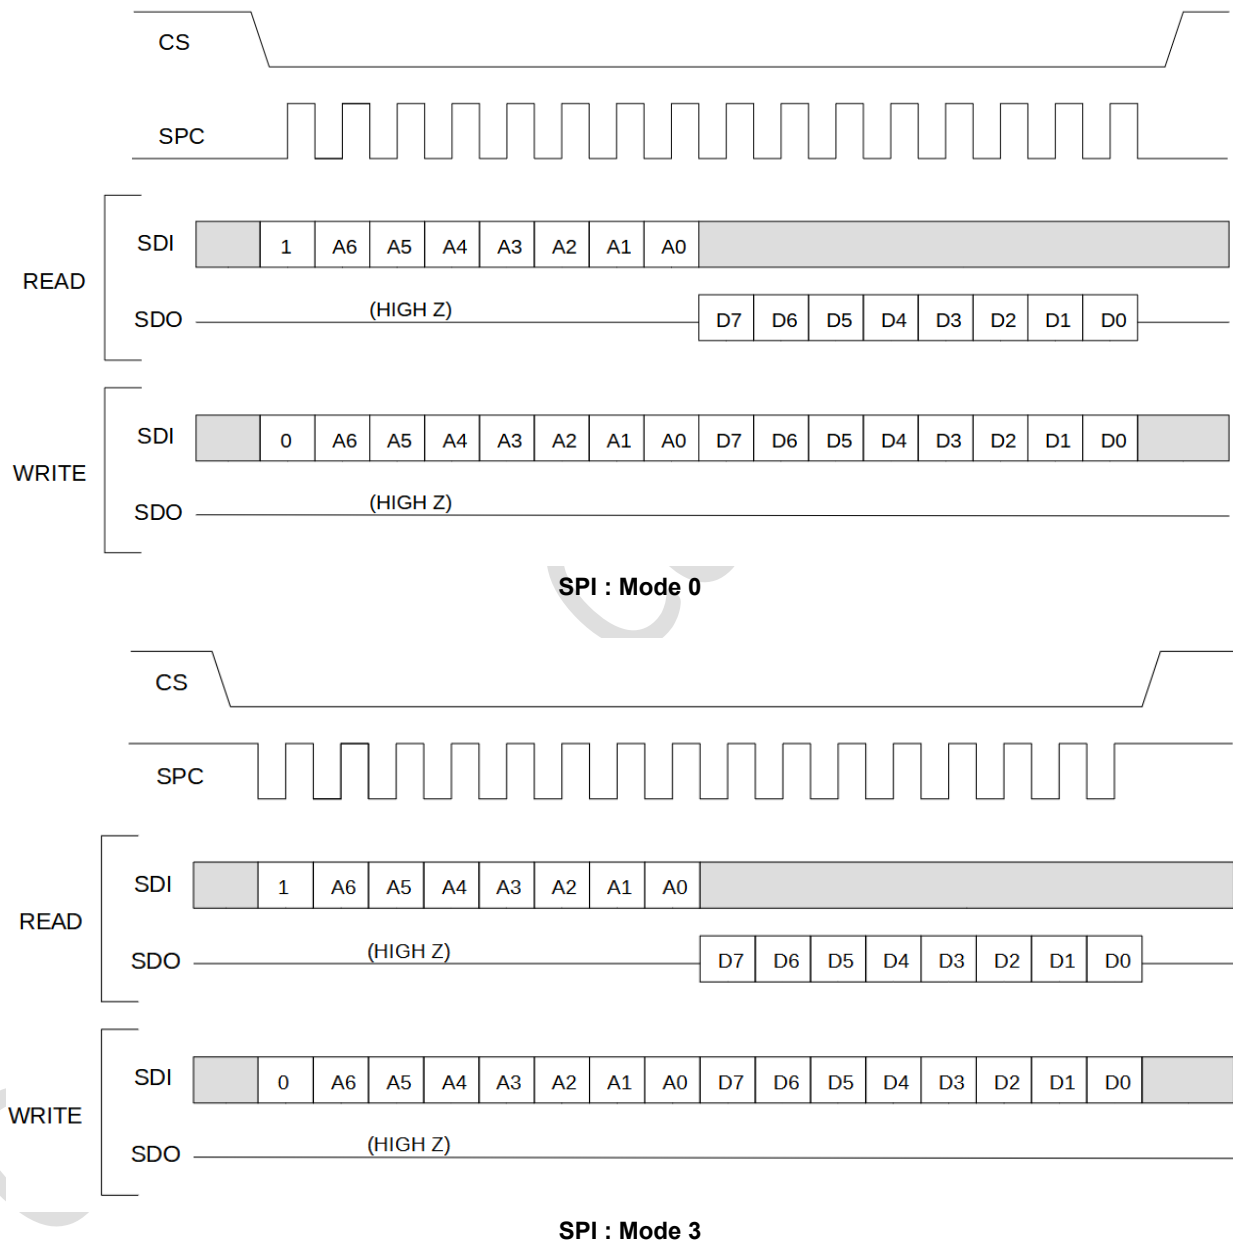 CS
SPC
SDI 1 A6 A5 A4 A3 A2 A1 A0
READ
SDO (HIGH Z) D7 D6 D5 D4 D3 D2 D1 D0
SDI 0 A6 A5 A4 A3 A2 A1 A0 D7 D6 D5 D4 D3 D2 D1 D0
WRITE
SDO (HIGH Z)
SPI : Mode 0
CS
SPC
SDI 1 A6 A5 A4 A3 A2 A1 A0
READ
SDO (HIGH Z) D7 D6 D5 D4 D3 D2 D1 D0
SDI 0 A6 A5 A4 A3 A2 A1 A0 D7 D6 D5 D4 D3 D2 D1 D0
WRITE
SDO (HIGH Z)
SPI : Mode 3